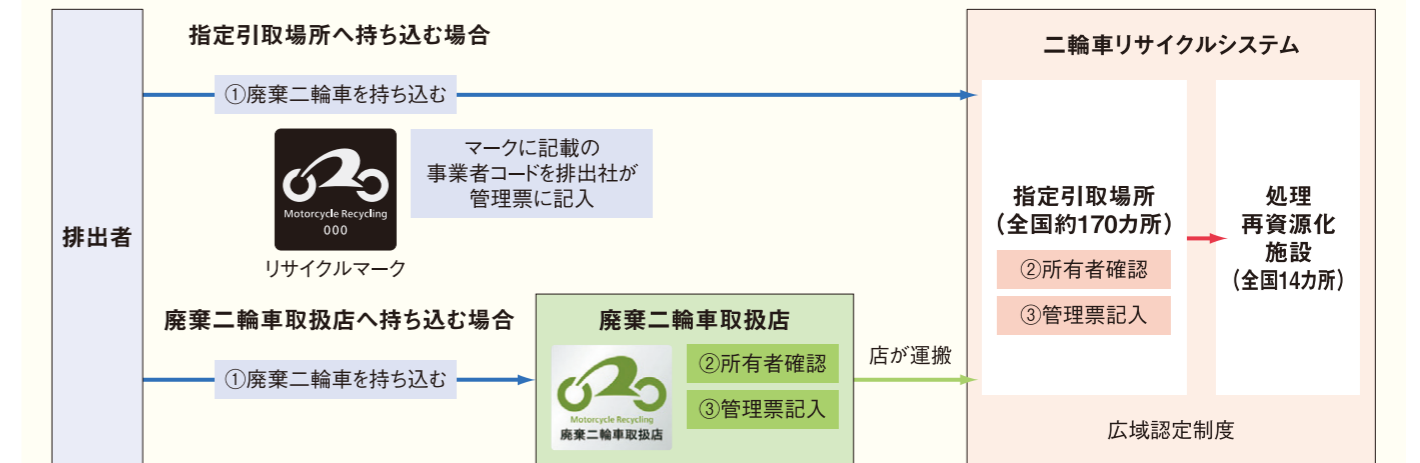 指定引取場所へ持ち込む場合
①廃棄二輪車を持ち込む
Motorcycle Recycling
000
リサイクルマーク
マークに記載の
事業者コードを排出社が
管理票に記入
排出者
廃棄二輪車取扱店へ持ち込む場合
①廃棄二輪車を持ち込む
廃棄二輪車取扱店
Motorcycle Recycling
廃棄二輪車取扱店
②所有者確認
③管理票記入
店が運搬
二輪車リサイクルシステム
指定引取場所
（全国約170カ所）
②所有者確認
③管理票記入
処理
再資源化
施設
（全国14カ所）
広域認定制度